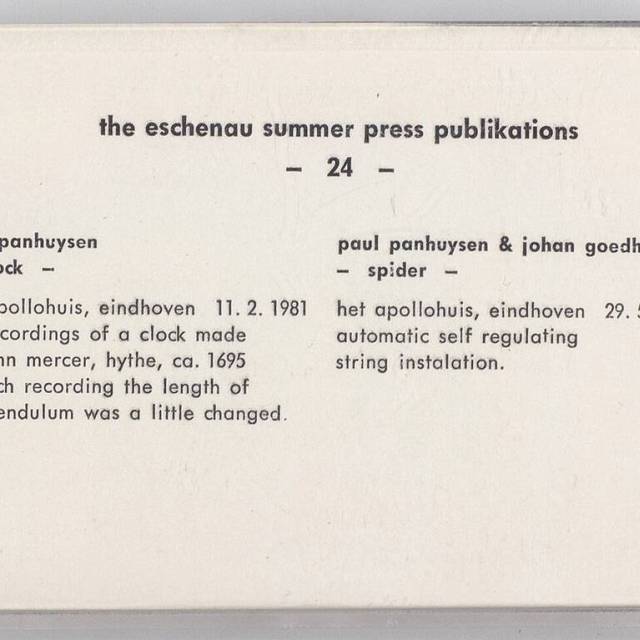 the eschenau summer press publikations
– 24 –
panhuysen
ock –
pollohuis, eindhoven 11. 2. 1981
cordings of a clock made
hn mercer, hythe, ca. 1695
ch recording the length of
endulum was a little changed.
paul panhuysen & johan goedh
– spider –
het apollohuis, eindhoven 29.
automatic self regulating
string instalation.